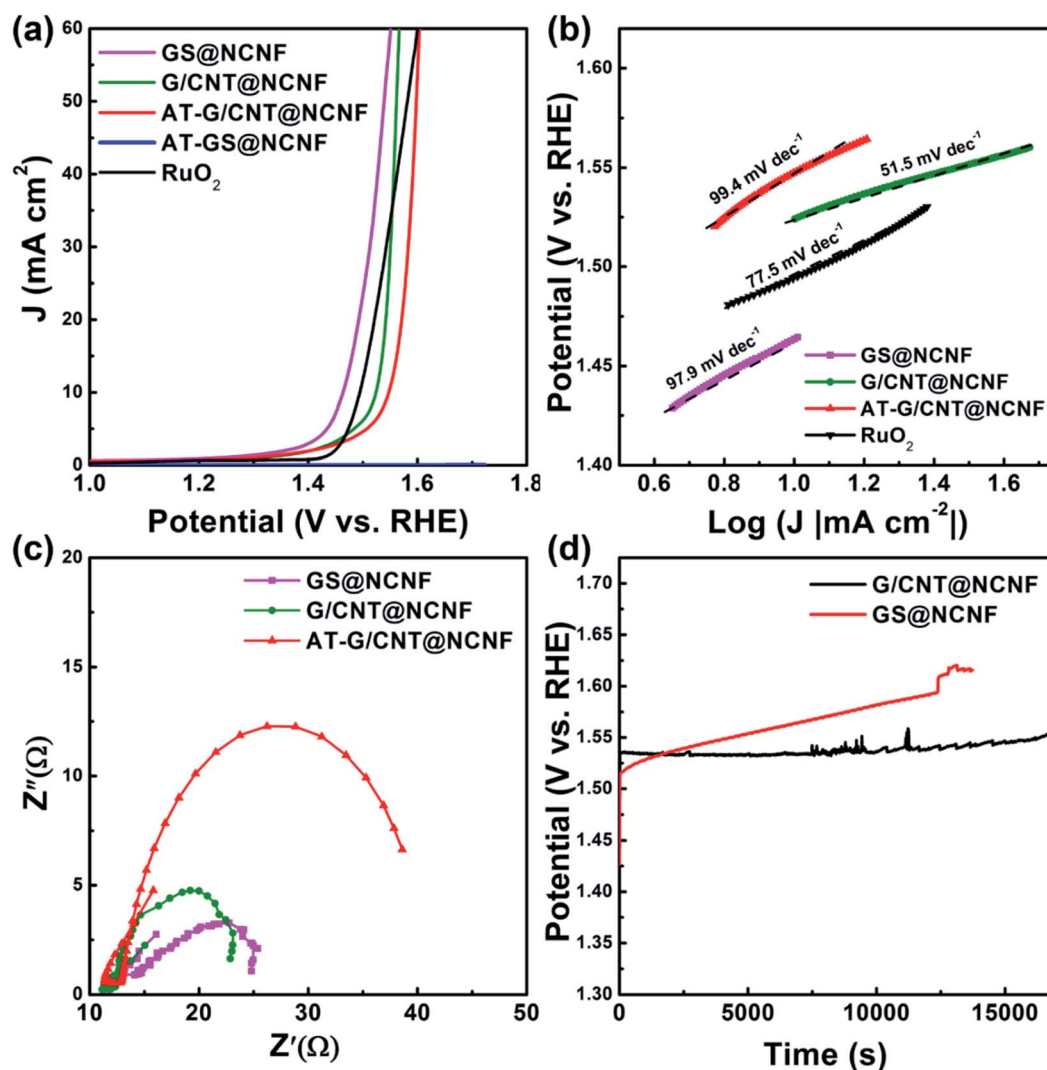 (a)
60
50
40
30
20
10
0
J (mA cm²)
GS@NCNF
G/CNT@NCNF
AT-G/CNT@NCNF
AT-GS@NCNF
RuO₂
1.0 1.2 1.4 1.6 1.8
Potential (V vs. RHE)
(b)
1.60
1.55
1.50
1.45
1.40
Potential (V vs. RHE)
99.4 mV dec⁻¹
51.5 mV dec⁻¹
77.5 mV dec⁻¹
97.9 mV dec⁻¹
GS@NCNF
G/CNT@NCNF
AT-G/CNT@NCNF
RuO₂
0.6 0.8 1.0 1.2 1.4 1.6
Log (J |mA cm⁻²|)
(c)
20
15
10
5
0
Z″(Ω)
GS@NCNF
G/CNT@NCNF
AT-G/CNT@NCNF
10 20 30 40 50
Z′(Ω)
(d)
1.70
1.65
1.60
1.55
1.50
1.45
1.40
1.35
1.30
Potential (V vs. RHE)
G/CNT@NCNF
GS@NCNF
0 5000 10000 15000
Time (s)